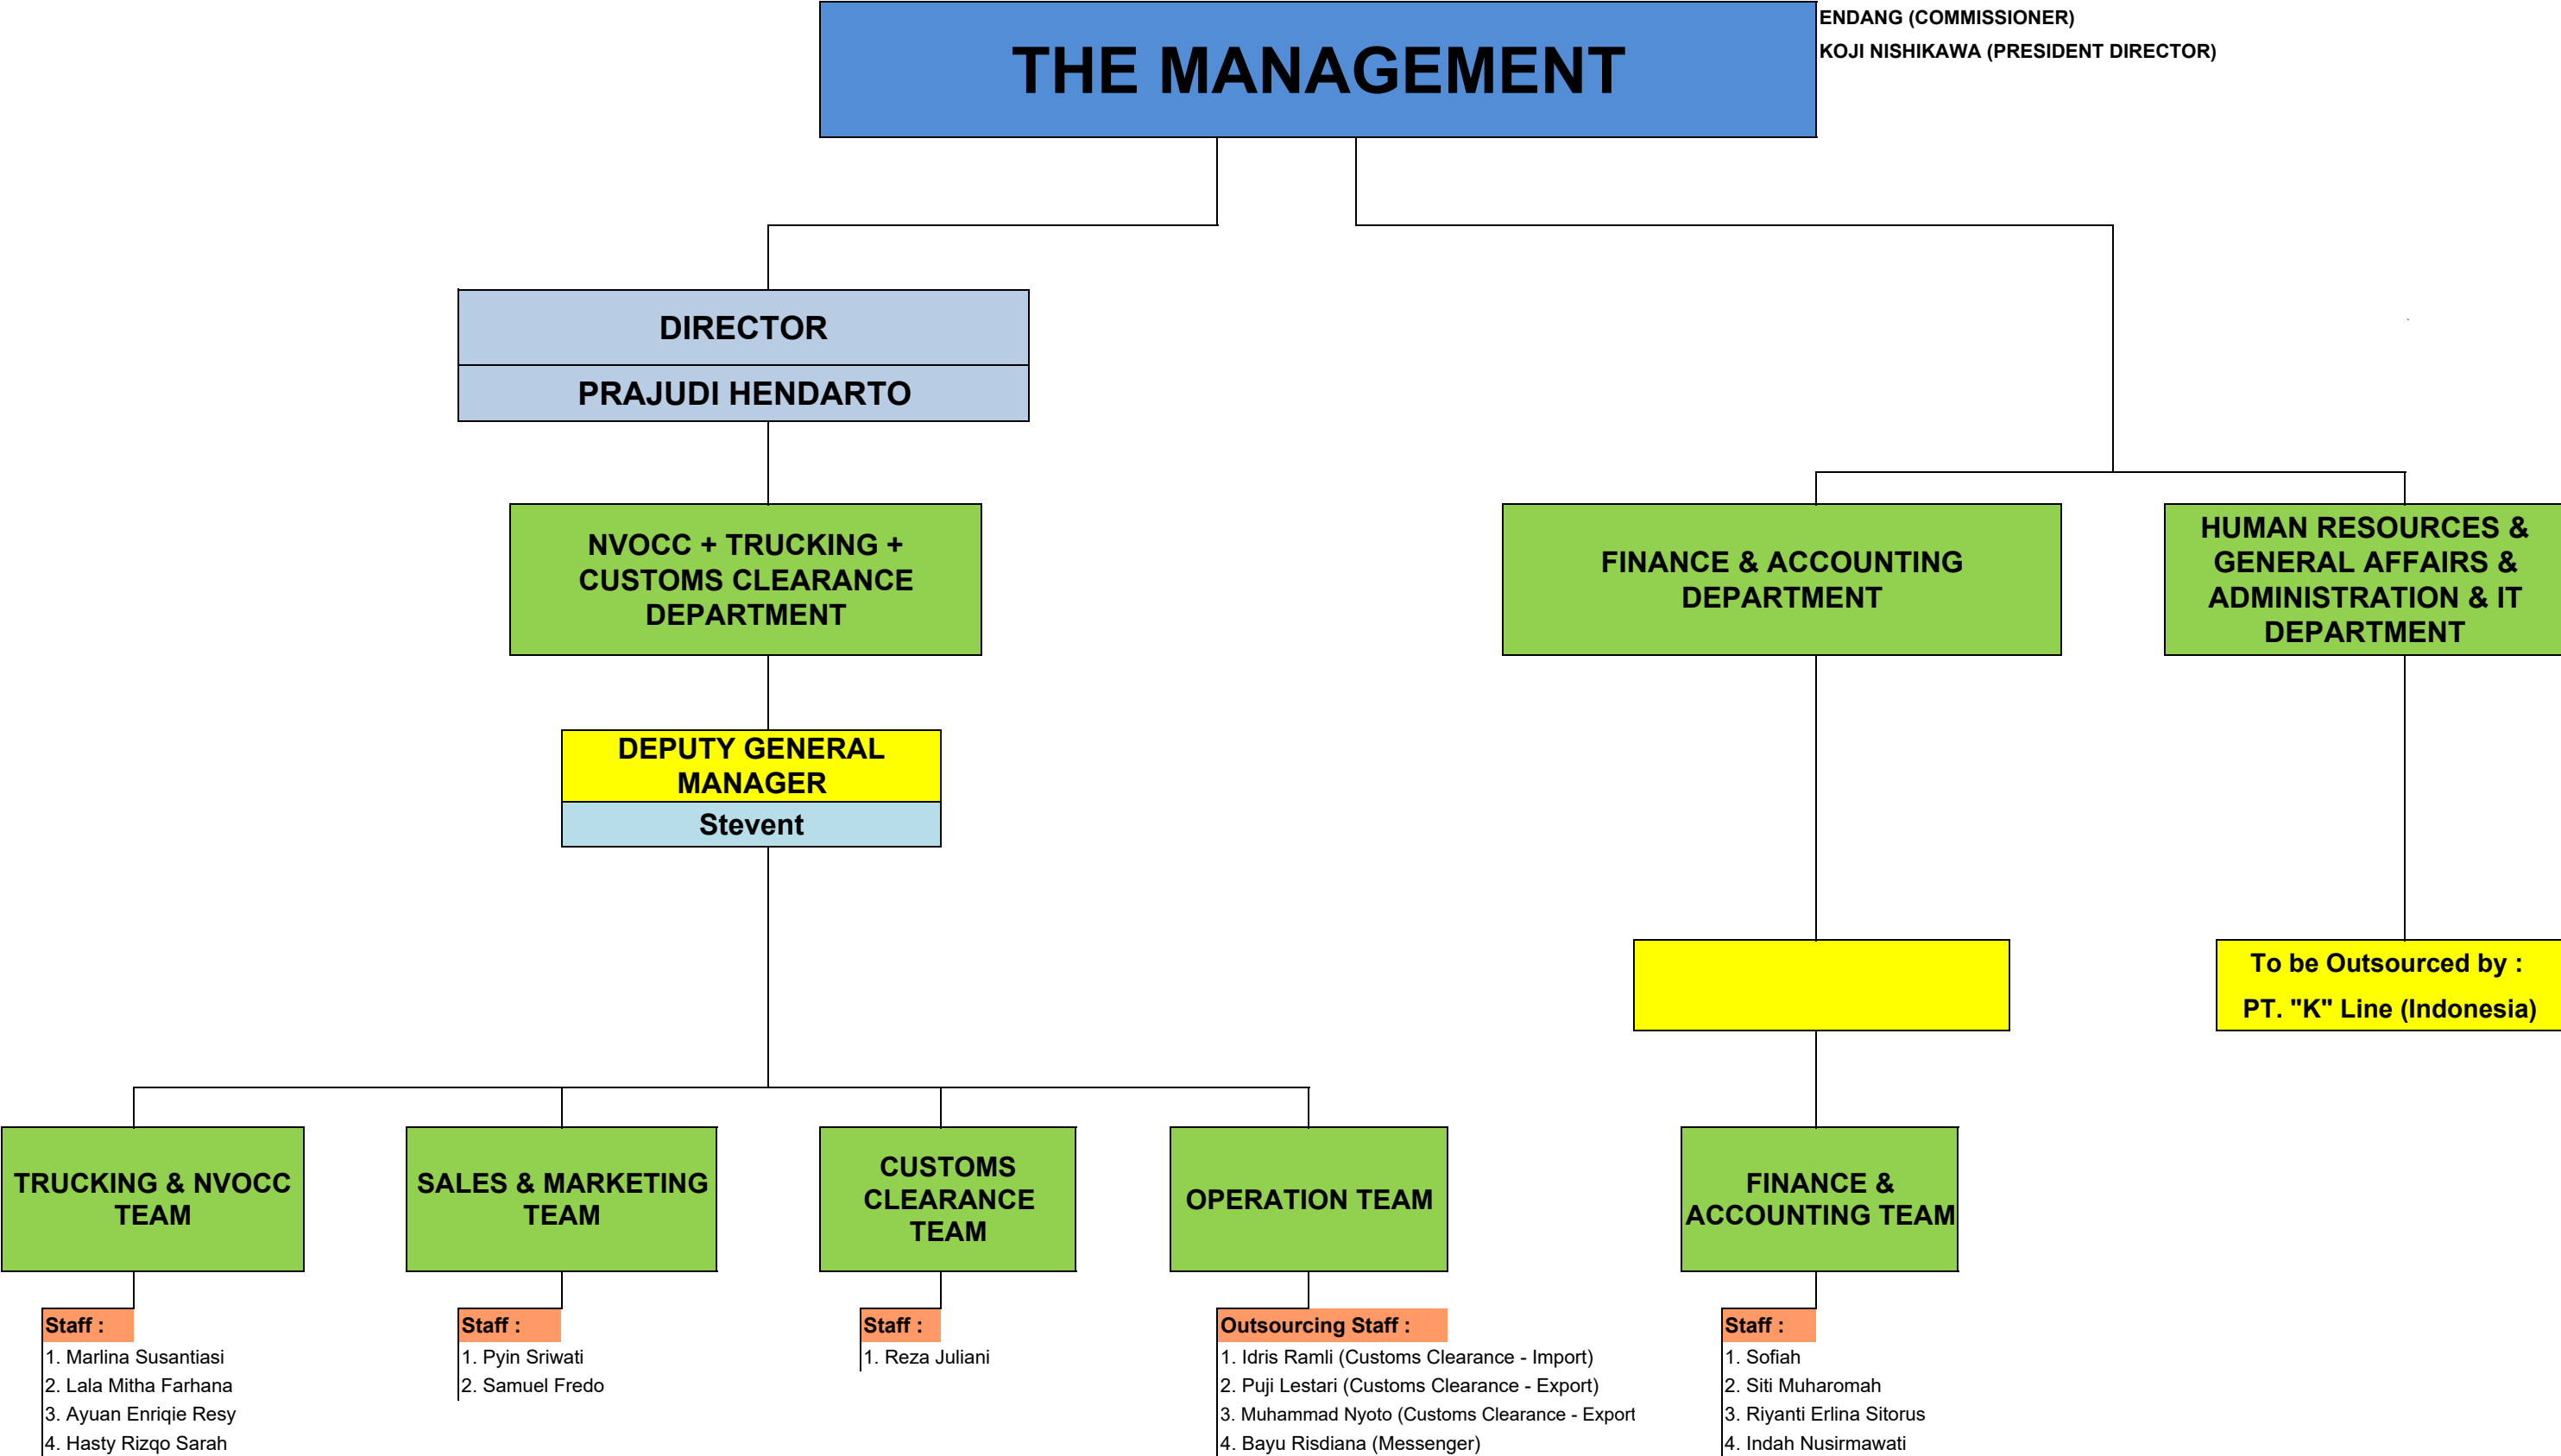 THE MANAGEMENT
ENDANG (COMMISSIONER)
KOJI NISHIKAWA (PRESIDENT DIRECTOR)
DIRECTOR
PRAJUDI HENDARTO
NVOCC + TRUCKING +
CUSTOMS CLEARANCE
DEPARTMENT
FINANCE & ACCOUNTING
DEPARTMENT
HUMAN RESOURCES &
GENERAL AFFAIRS &
ADMINISTRATION & IT
DEPARTMENT
DEPUTY GENERAL
MANAGER
Stevent
To be Outsourced by :
PT. "K" Line (Indonesia)
TRUCKING & NVOCC
TEAM
SALES & MARKETING
TEAM
CUSTOMS
CLEARANCE
TEAM
OPERATION TEAM
FINANCE &
ACCOUNTING TEAM
Staff :
1. Marlina Susantiasi
2. Lala Mitha Farhana
3. Ayuan Enriqie Resy
4. Hasty Rizqo Sarah
Staff :
1. Pyin Sriwati
2. Samuel Fredo
Staff :
1. Reza Juliani
Outsourcing Staff :
1. Idris Ramli (Customs Clearance - Import)
2. Puji Lestari (Customs Clearance - Export)
3. Muhammad Nyoto (Customs Clearance - Export
4. Bayu Risdiana (Messenger)
Staff :
1. Sofiah
2. Siti Muharomah
3. Riyanti Erlina Sitorus
4. Indah Nusirmawati